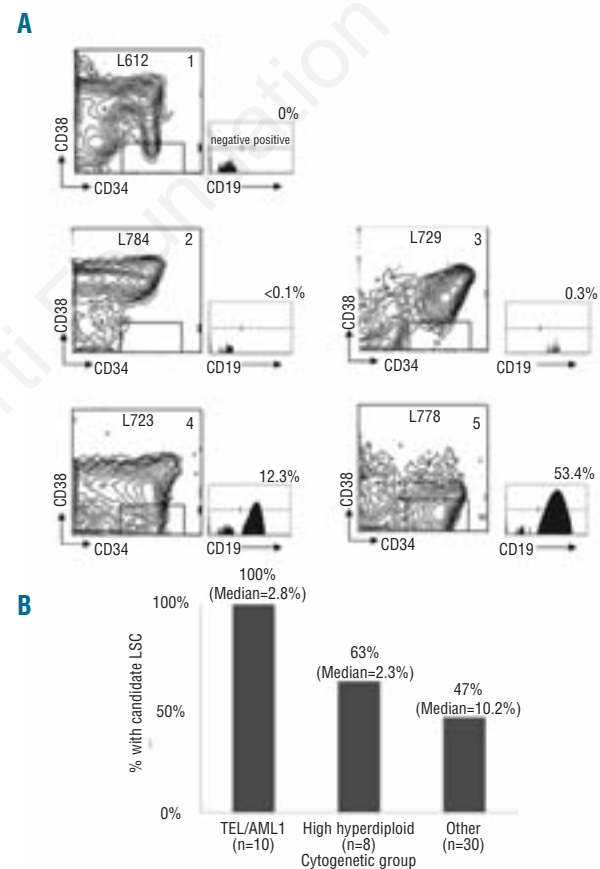 A
L612 1
CD38
CD34
0%
negative positive
CD19
L784 2
CD38
CD34
<0.1%
CD19
L729 3
CD38
CD34
0.3%
CD19
L723 4
CD38
CD34
12.3%
CD19
L778 5
CD38
CD34
53.4%
CD19
B
% with candidate LSC
100%
50%
0%
100%
(Median=2.8%)
63%
(Median=2.3%)
47%
(Median=10.2%)
TEL/AML1
(n=10)
High hyperdiploid
(n=8)
Other
(n=30)
Cytogenetic group